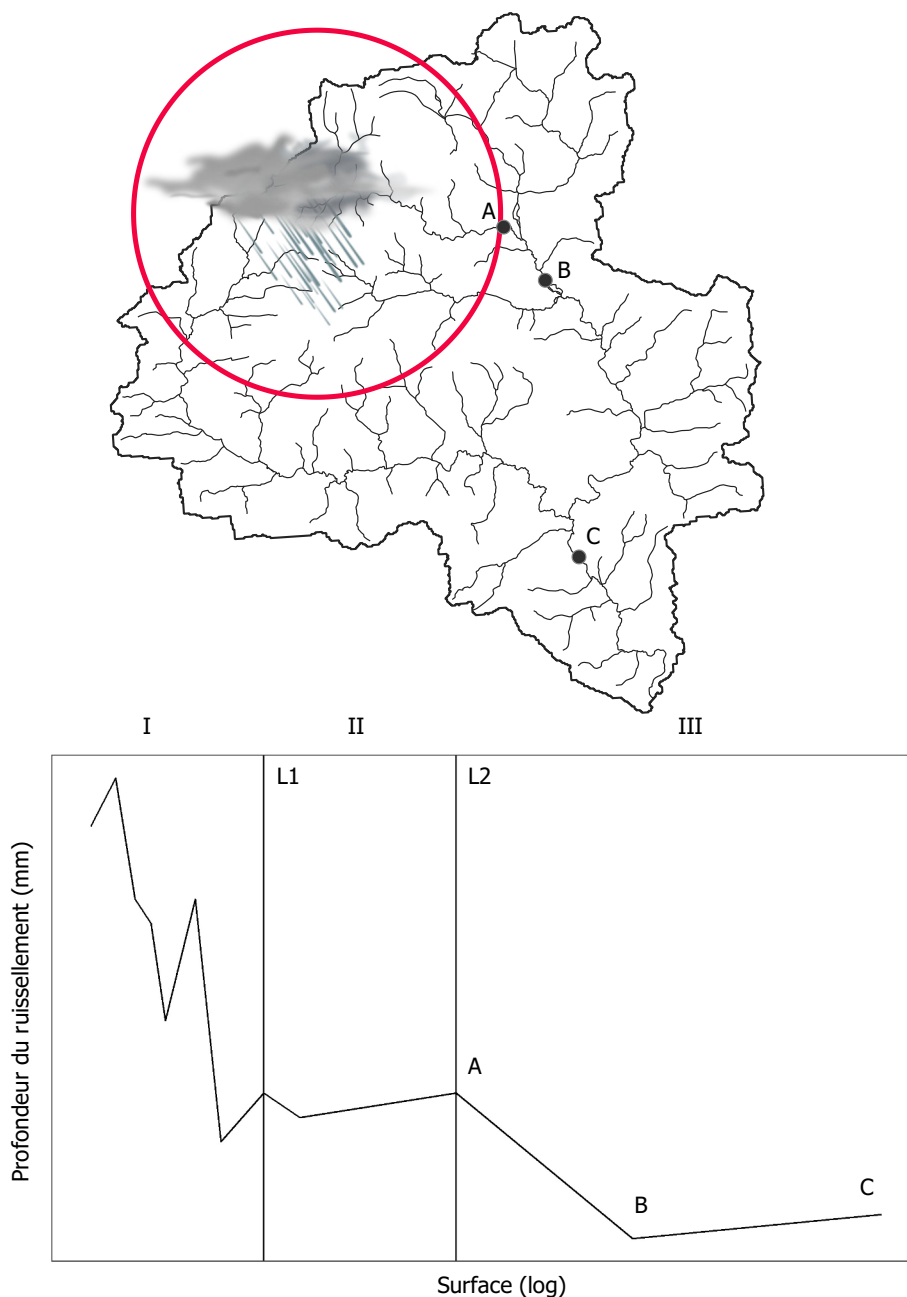 A
B
C
I
II
III
L1
L2
Profondeur du ruissellement (mm)
A
B
C
Surface (log)